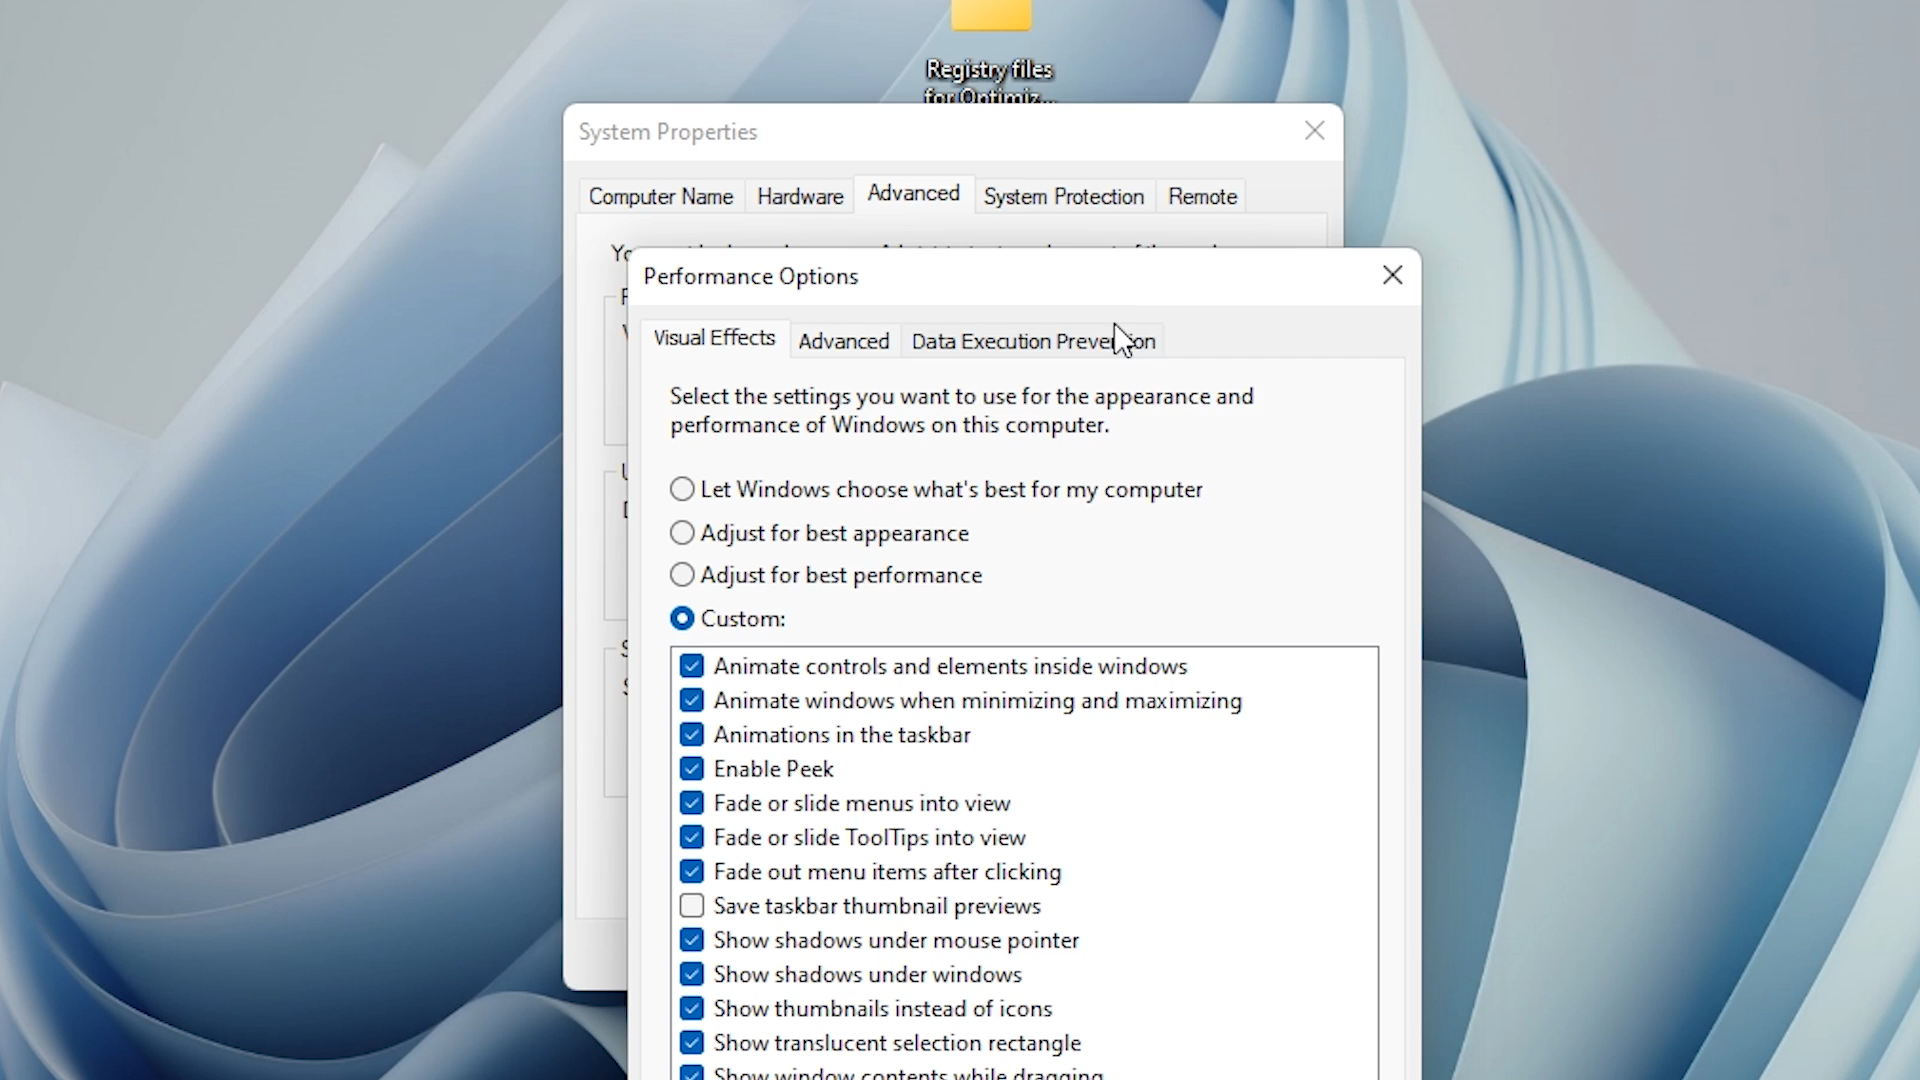 Registry files
for Optimiz...
System Properties
Computer Name
Hardware
Advanced
System Protection
Remote
Performance Options
Visual Effects
Advanced
Data Execution Prevention
Select the settings you want to use for the appearance and
performance of Windows on this computer.
Let Windows choose what's best for my computer
Adjust for best appearance
Adjust for best performance
Custom:
Animate controls and elements inside windows
Animate windows when minimizing and maximizing
Animations in the taskbar
Enable Peek
Fade or slide menus into view
Fade or slide ToolTips into view
Fade out menu items after clicking
Save taskbar thumbnail previews
Show shadows under mouse pointer
Show shadows under windows
Show thumbnails instead of icons
Show translucent selection rectangle
Show window contents while dragging